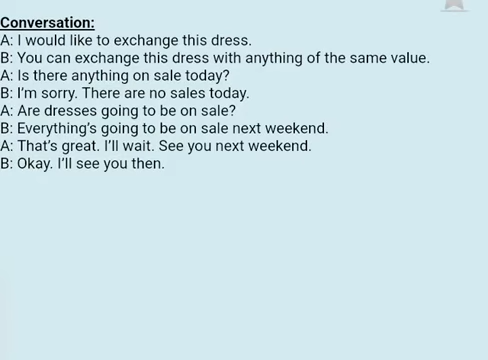 Conversation:
A: I would like to exchange this dress.
B: You can exchange this dress with anything of the same value.
A: Is there anything on sale today?
B: I'm sorry. There are no sales today.
A: Are dresses going to be on sale?
B: Everything's going to be on sale next weekend.
A: That's great. I'll wait. See you next weekend.
B: Okay. I'll see you then.